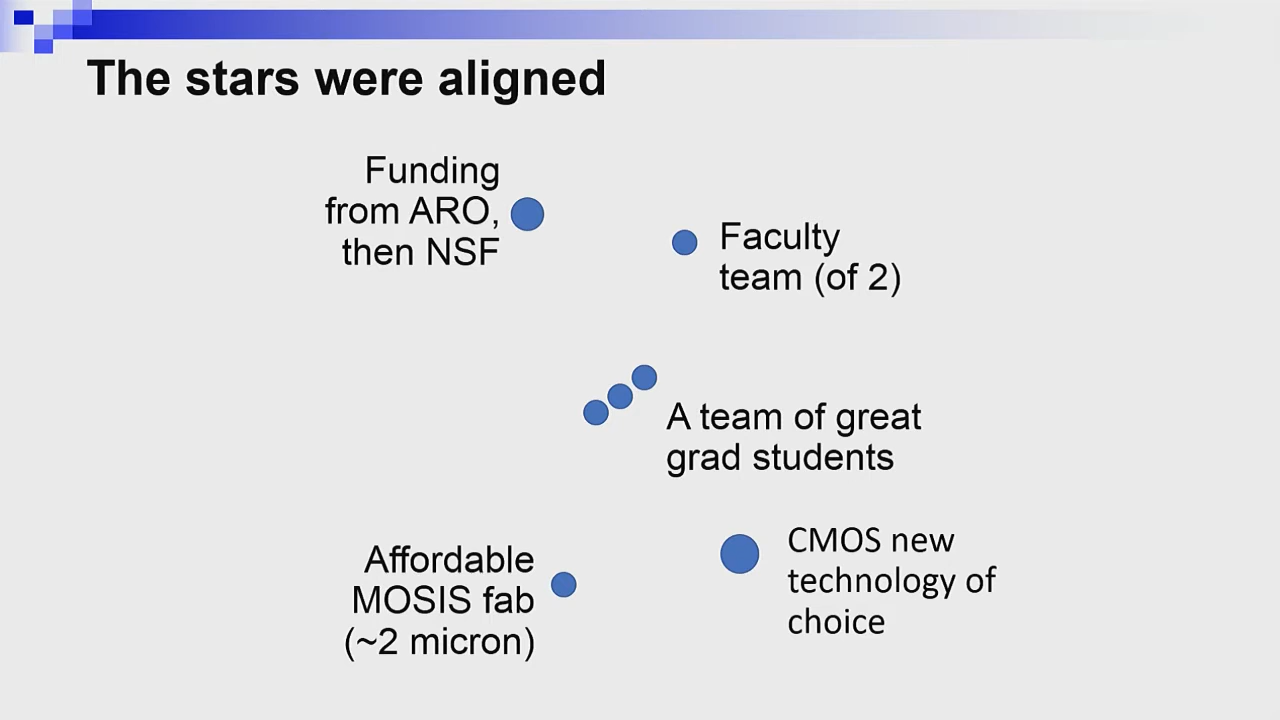 The stars were aligned
Funding
from ARO,
then NSF
Faculty
team (of 2)
A team of great
grad students
Affordable
MOSIS fab
(~2 micron)
CMOS new
technology of
choice